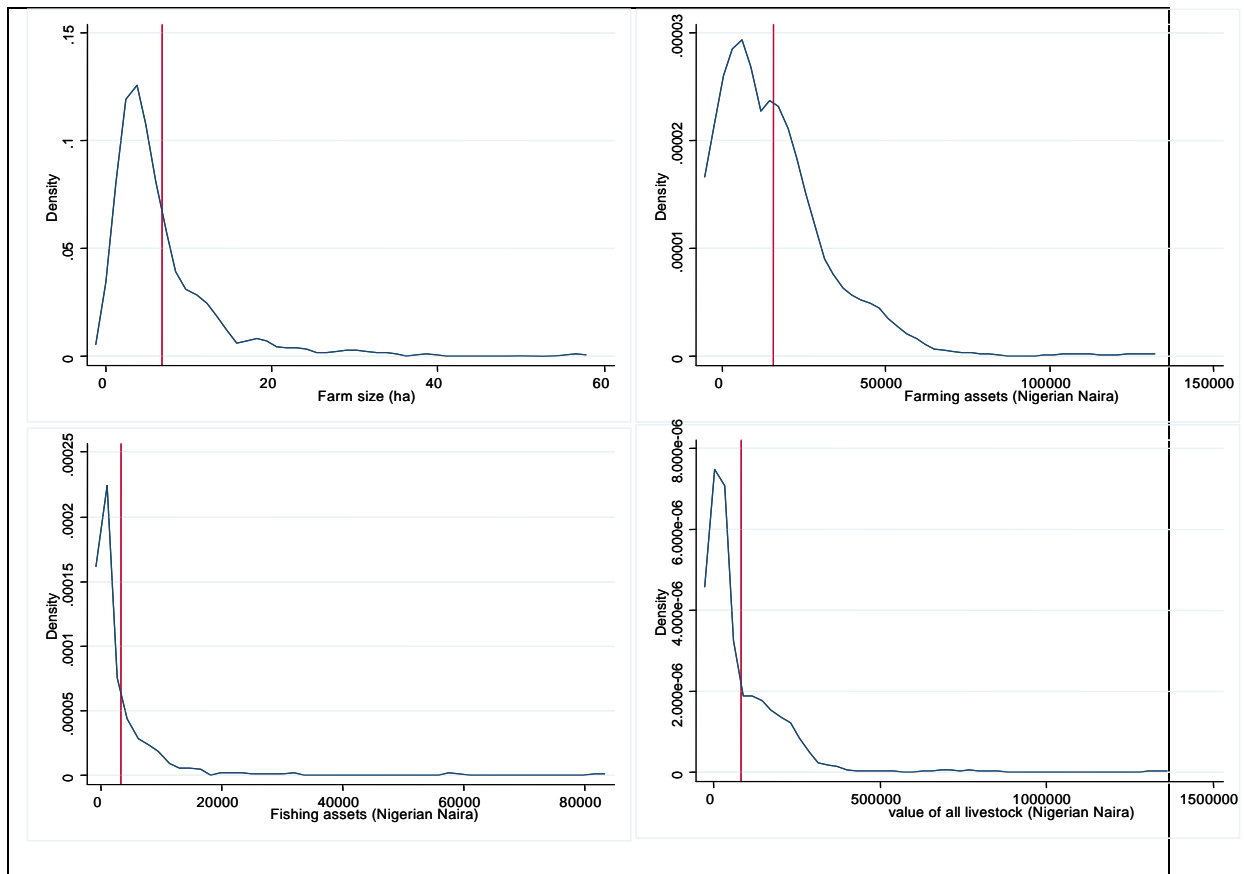 .15
.1
.05
0
Density
0 20 40 60
Farm size (ha)
.00003
.00002
.00001
0
Density
0 50000 100000 150000
Farming assets (Nigerian Naira)
.00025
.0002
.00015
.0001
.00005
0
Density
0 20000 40000 60000 80000
Fishing assets (Nigerian Naira)
8.000e-06
6.000e-06
4.000e-06
2.000e-06
0
Density
0 500000 1000000 1500000
value of all livestock (Nigerian Naira)